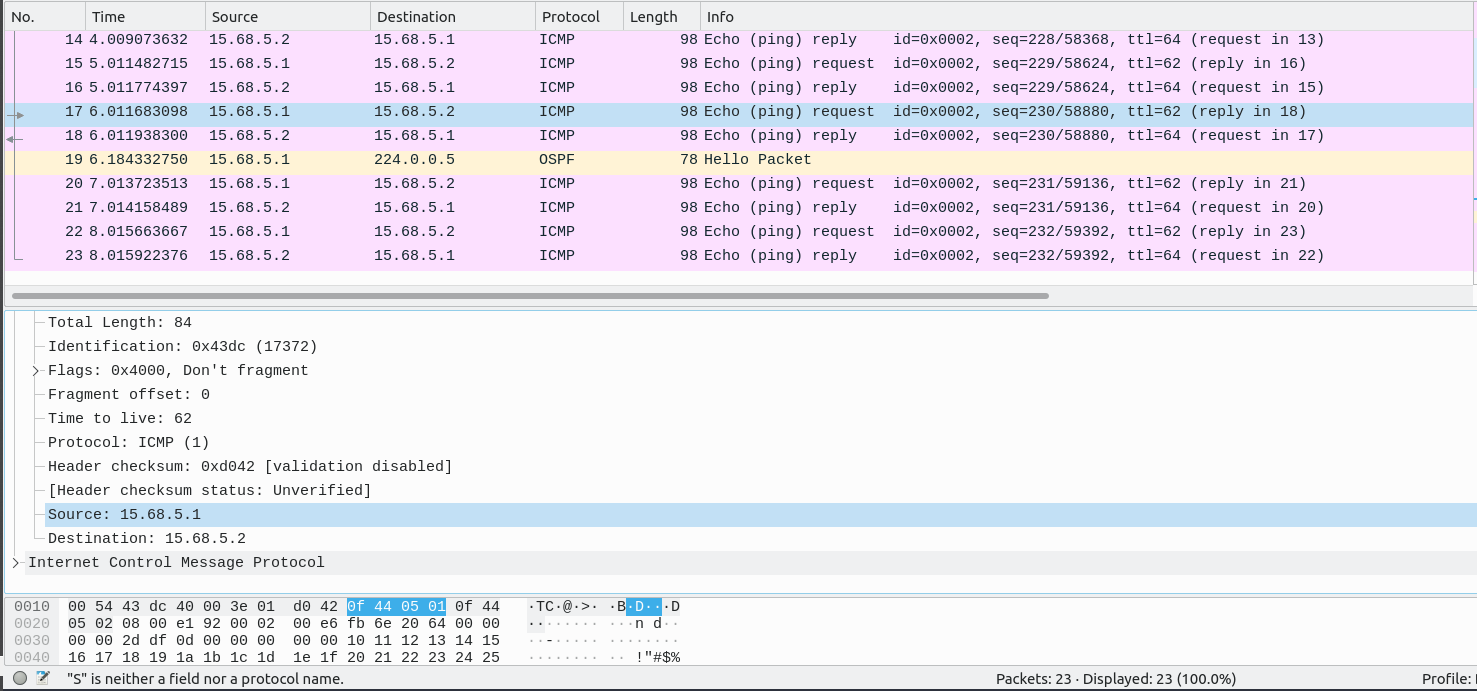 No. Time Source Destination Protocol Length Info
14 4.009073632 15.68.5.2 15.68.5.1 ICMP 98 Echo (ping) reply id=0x0002, seq=228/58368, ttl=64 (request in 13)
15 5.011482715 15.68.5.1 15.68.5.2 ICMP 98 Echo (ping) request id=0x0002, seq=229/58624, ttl=62 (reply in 16)
16 5.011774397 15.68.5.2 15.68.5.1 ICMP 98 Echo (ping) reply id=0x0002, seq=229/58624, ttl=64 (request in 15)
17 6.011683098 15.68.5.1 15.68.5.2 ICMP 98 Echo (ping) request id=0x0002, seq=230/58880, ttl=62 (reply in 18)
18 6.011938300 15.68.5.2 15.68.5.1 ICMP 98 Echo (ping) reply id=0x0002, seq=230/58880, ttl=64 (request in 17)
19 6.184332750 15.68.5.1 224.0.0.5 OSPF 78 Hello Packet
20 7.013723513 15.68.5.1 15.68.5.2 ICMP 98 Echo (ping) request id=0x0002, seq=231/59136, ttl=62 (reply in 21)
21 7.014158489 15.68.5.2 15.68.5.1 ICMP 98 Echo (ping) reply id=0x0002, seq=231/59136, ttl=64 (request in 20)
22 8.015663667 15.68.5.1 15.68.5.2 ICMP 98 Echo (ping) request id=0x0002, seq=232/59392, ttl=62 (reply in 23)
23 8.015922376 15.68.5.2 15.68.5.1 ICMP 98 Echo (ping) reply id=0x0002, seq=232/59392, ttl=64 (request in 22)
Total Length: 84
Identification: 0x43dc (17372)
Flags: 0x4000, Don't fragment
Fragment offset: 0
Time to live: 62
Protocol: ICMP (1)
Header checksum: 0xd042 [validation disabled]
[Header checksum status: Unverified]
Source: 15.68.5.1
Destination: 15.68.5.2
Internet Control Message Protocol
0010 00 54 43 dc 40 00 3e 01 d0 42 0f 44 05 01 0f 44 ·TC·@·>· ·B·D···D
0020 05 02 08 00 e1 92 00 02 00 e6 fb 6e 20 64 00 00 ········ ···n d··
0030 00 00 2d df 0d 00 00 00 00 00 10 11 12 13 14 15 ··-····· ········
0040 16 17 18 19 1a 1b 1c 1d 1e 1f 20 21 22 23 24 25 ········ ·· !"#$%
"S" is neither a field nor a protocol name. Packets: 23 · Displayed: 23 (100.0%) Profile: